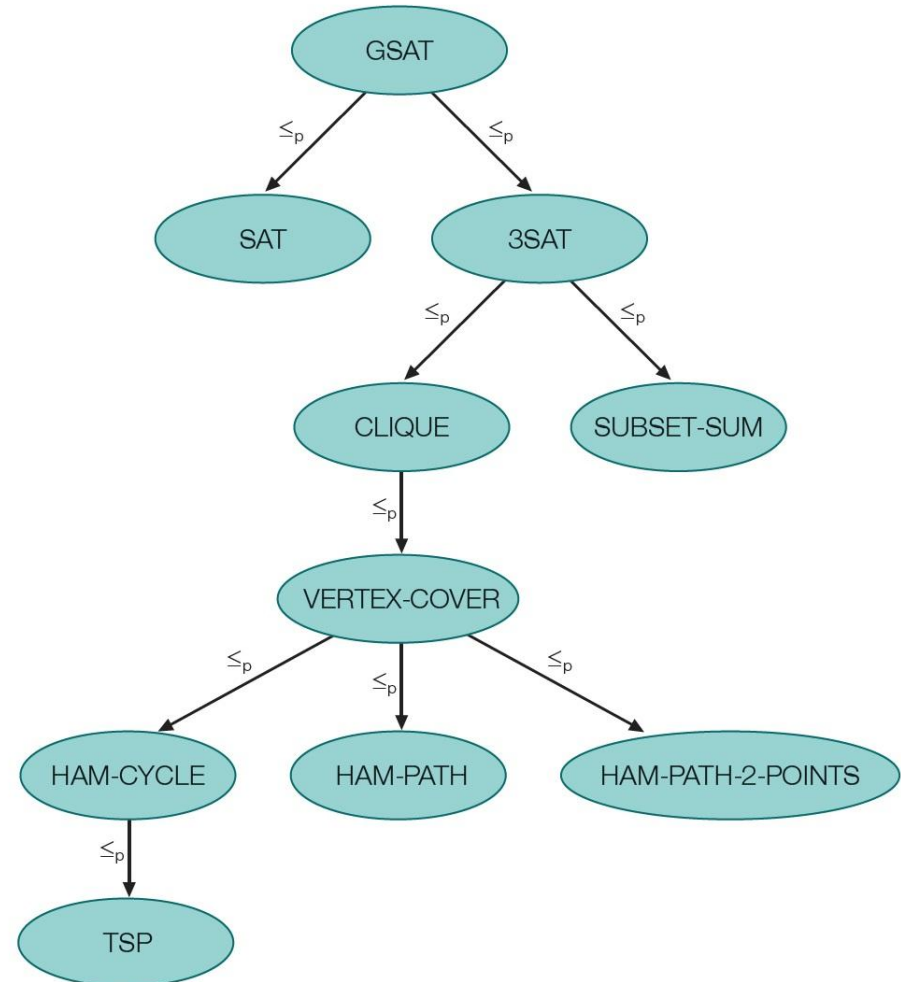 GSAT
≤p
≤p
SAT
3SAT
≤p
≤p
CLIQUE
SUBSET-SUM
≤p
VERTEX-COVER
≤p
≤p
≤p
HAM-CYCLE
HAM-PATH
HAM-PATH-2-POINTS
≤p
TSP